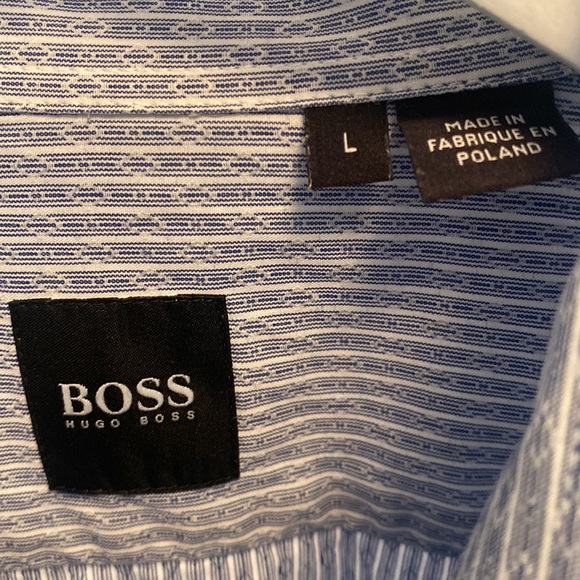 L
MADE IN
FABRIQUE EN
POLAND
BOSS
HUGO BOSS